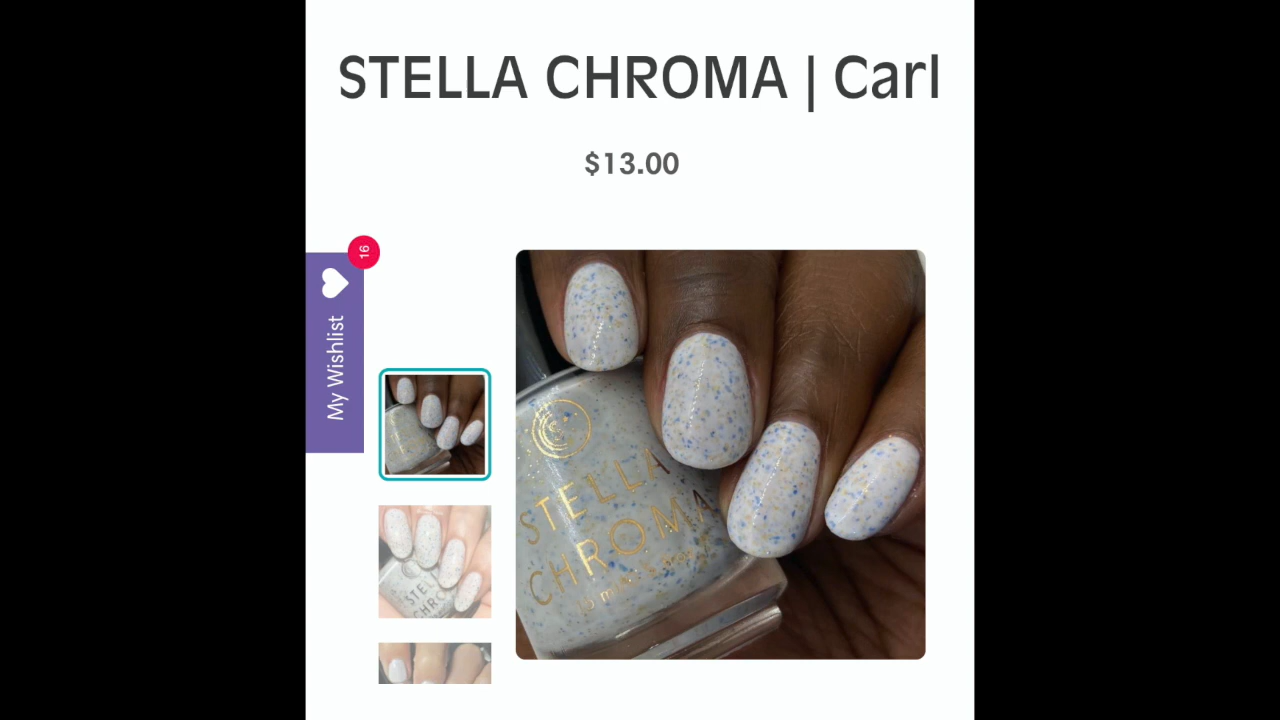 STELLA CHROMA | Carl
$13.00
16
My Wishlist
STELLA
CHROMA